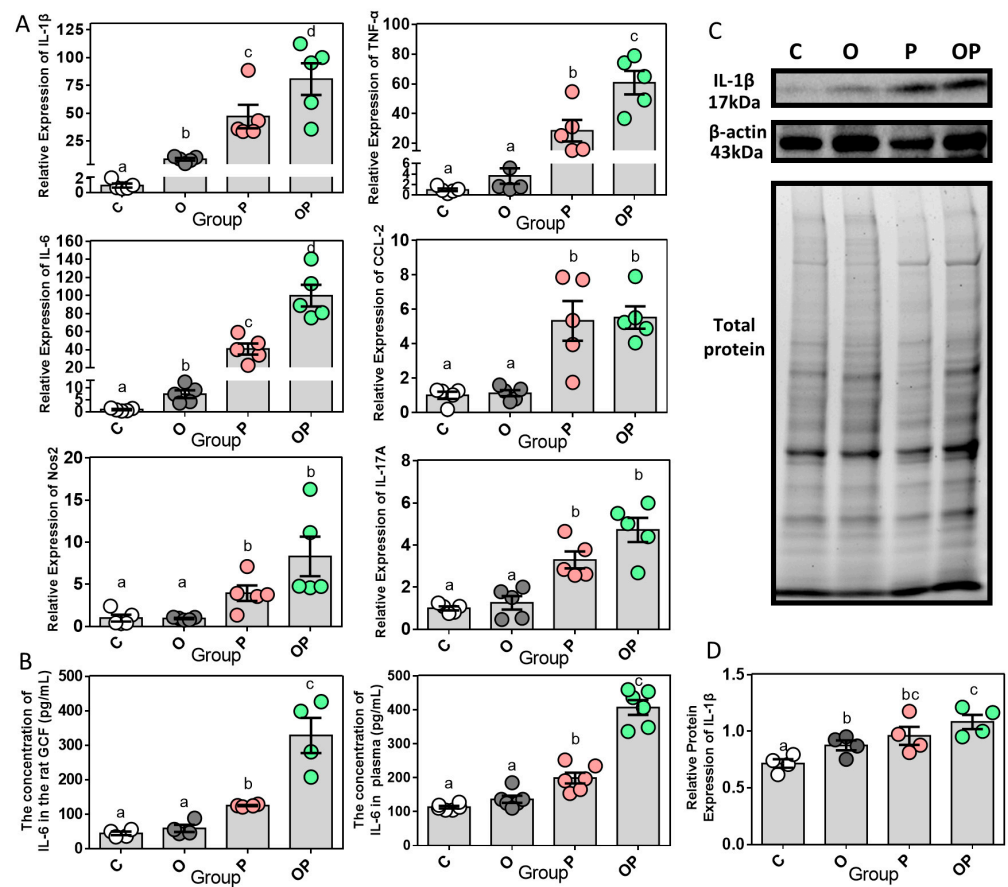 A
Relative Expression of IL-1β
125
100
75
50
25
2
0
a
b
c
d
C
O
P
OP
Group
Relative Expression of TNF-α
100
80
60
40
20
6
4
2
0
a
a
b
c
C
O
P
OP
Group
Relative Expression of IL-6
160
140
120
100
80
60
40
20
10
5
0
a
b
c
d
C
O
P
OP
Group
Relative Expression of CCL-2
10
8
6
4
2
0
a
a
b
b
C
O
P
OP
Group
Relative Expression of Nos2
20
15
10
5
0
a
a
b
b
C
O
P
OP
Group
Relative Expression of IL-17A
8
6
4
2
0
a
a
b
b
C
O
P
OP
Group
B
The concentration of
IL-6 in the rat GCF (pg/mL)
500
400
300
200
100
0
a
a
b
c
C
O
P
OP
Group
The concentration of
IL-6 in plasma (pg/mL)
500
400
300
200
100
0
a
a
b
c
C
O
P
OP
Group
C
C O P OP
IL-1β
17kDa
β-actin
43kDa
Total
protein
D
Relative Protein
Expression of IL-1β
1.5
1.0
0.5
0.0
a
b
bc
c
C
O
P
OP
Group